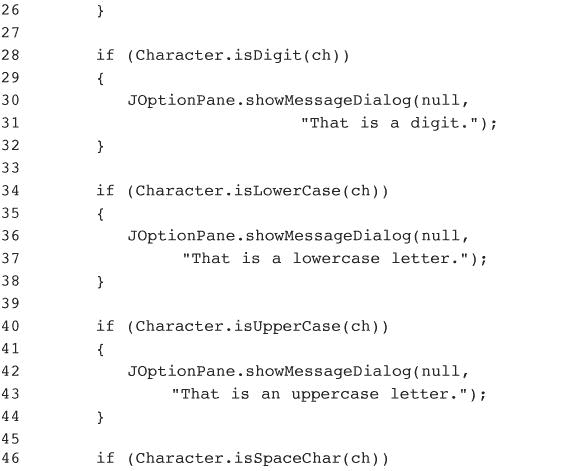 26        }
27
28        if (Character.isDigit(ch))
29        {
30           JOptionPane.showMessageDialog(null,
31                            "That is a digit.");
32        }
33
34        if (Character.isLowerCase(ch))
35        {
36           JOptionPane.showMessageDialog(null,
37                "That is a lowercase letter.");
38        }
39
40        if (Character.isUpperCase(ch))
41        {
42           JOptionPane.showMessageDialog(null,
43               "That is an uppercase letter.");
44        }
45
46        if (Character.isSpaceChar(ch))